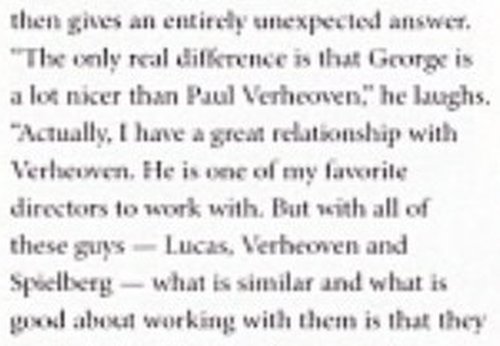 then gives an entirely unexpected answer.
"The only real difference is that George is
a lot nicer than Paul Verheoven," he laughs.
"Actually, I have a great relationship with
Verheoven. He is one of my favorite
directors to work with. But with all of
these guys — Lucas, Verheoven and
Spielberg — what is similar and what is
good about working with them is that they